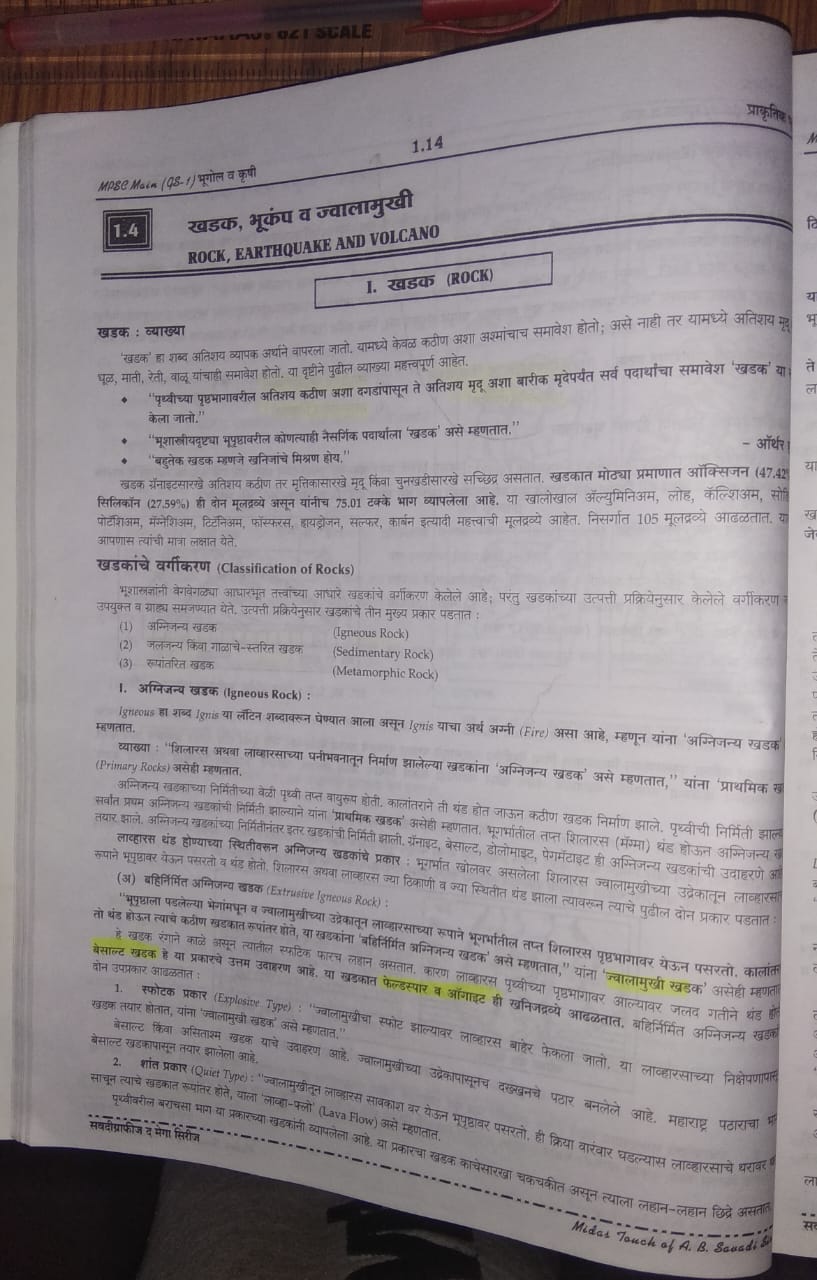 621 SCALE
प्राकृतिक
1.14
MPSC Main (GS-1) भूगोल व कृषी
1.4
खडक, भूकंप व ज्वालामुखी
ROCK, EARTHQUAKE AND VOLCANO
I. खडक (ROCK)
खडक : व्याख्या
'खडक' हा शब्द अतिशय व्यापक अर्थाने वापरला जातो. यामध्ये केवळ कठीण अशा अश्मांचाच समावेश होतो; असे नाही तर यामध्ये अतिशय मृदू
धूळ, माती, रेती, वाळू यांचाही समावेश होतो. या दृष्टीने पुढील व्याख्या महत्त्वपूर्ण आहेत.
♦ "पृथ्वीच्या पृष्ठभागावरील अतिशय कठीण अशा दगडांपासून ते अतिशय मृदू अशा बारीक मृदेपर्यंत सर्व पदार्थांचा समावेश 'खडक' या
केला जातो."
♦ "भूशास्त्रीयदृष्ट्या भूपृष्ठावरील कोणत्याही नैसर्गिक पदार्थाला 'खडक' असे म्हणतात."
– ऑर्थर
♦ "बहुतेक खडक म्हणजे खनिजांचे मिश्रण होय."
खडक ग्रॅनाइटसारखे अतिशय कठीण तर मृत्तिकासारखे मृदू किंवा चुनखडीसारखे सच्छिद्र असतात. खडकात मोठ्या प्रमाणात ऑक्सिजन (47.42%
सिलिकॉन (27.59%) ही दोन मूलद्रव्ये असून यांनीच 75.01 टक्के भाग व्यापलेला आहे. या खालोखाल अ‍ॅल्युमिनिअम, लोह, कॅल्शिअम,
पोटॅशिअम, मॅग्नेशिअम, टिटॅनिअम, फॉस्फरस, हायड्रोजन, सल्फर, कार्बन इत्यादी महत्त्वाची मूलद्रव्ये आहेत. निसर्गात 105 मूलद्रव्ये आढळतात.
आपणास त्यांची मात्रा लक्षात येते.
खडकांचे वर्गीकरण (Classification of Rocks)
भूशास्त्रज्ञांनी वेगवेगळ्या आधारभूत तत्त्वांच्या आधारे खडकांचे वर्गीकरण केलेले आहे; परंतु खडकांच्या उत्पत्ती प्रक्रियेनुसार केलेले वर्गीकरण
उपयुक्त व ग्राह्य समजण्यात येते. उत्पत्ती प्रक्रियेनुसार खडकांचे तीन मुख्य प्रकार पडतात :
(1) अग्निजन्य खडक (Igneous Rock)
(2) जलजन्य किंवा गाळाचे-स्तरित खडक (Sedimentary Rock)
(3) रूपांतरित खडक (Metamorphic Rock)
I. अग्निजन्य खडक (Igneous Rock) :
Igneous हा शब्द Ignis या लॅटिन शब्दावरून घेण्यात आला असून Ignis याचा अर्थ अग्नी (Fire) असा आहे, म्हणून यांना 'अग्निजन्य खडक'
म्हणतात.
व्याख्या : "शिलारस अथवा लाव्हारसाच्या घनीभवनातून निर्माण झालेल्या खडकांना 'अग्निजन्य खडक' असे म्हणतात," यांना 'प्राथमिक
(Primary Rocks) असेही म्हणतात.
अग्निजन्य खडकाच्या निर्मितीच्या वेळी पृथ्वी तप्त वायुरूप होती. कालांतराने ती थंड होत जाऊन कठीण खडक निर्माण झाले. पृथ्वीची निर्मिती
सर्वांत प्रथम अग्निजन्य खडकांची निर्मिती झाल्याने यांना 'प्राथमिक खडक' असेही म्हणतात. भूगर्भातील तप्त शिलारस (मॅग्मा) थंड होऊन अग्निजन्य
तयार झाले. अग्निजन्य खडकांच्या निर्मितीनंतर इतर खडकांची निर्मिती झाली. ग्रॅनाइट, बेसाल्ट, डोलोमाइट, पेगमॅटाइट ही अग्निजन्य खडकांची उदाहरणे
लाव्हारस थंड होण्याच्या स्थितीवरून अग्निजन्य खडकांचे प्रकार : भूगर्भात खोलवर असलेला शिलारस ज्वालामुखीच्या उद्रेकातून लाव्हारसा
रूपाने भूपृष्ठावर येऊन पसरतो व थंड होतो. शिलारस अथवा लाव्हारस ज्या ठिकाणी व ज्या स्थितीत थंड झाला त्यावरून त्याचे पुढील दोन प्रकार पडतात :
(अ) बहिर्निर्मित अग्निजन्य खडक (Extrusive Igneous Rock) :
"भूपृष्ठाला पडलेल्या भेगांमधून व ज्वालामुखीच्या उद्रेकातून लाव्हारसाच्या रूपाने भूगर्भातील तप्त शिलारस पृष्ठभागावर येऊन पसरतो. कालांतर
तो थंड होऊन त्याचे कठीण खडकात रूपांतर होते, या खडकांना 'बहिर्निर्मित अग्निजन्य खडक' असे म्हणतात," यांना 'ज्वालामुखी खडक' असेही म्हणतात
हे खडक रंगाने काळे असून त्यातील स्फटिक फारच लहान असतात. कारण लाव्हारस पृथ्वीच्या पृष्ठभागावर आल्यावर जलद गतीने थंड
बेसाल्ट खडक हे या प्रकारचे उत्तम उदाहरण आहे. या खडकात फेल्डस्पार व ऑगाइट ही खनिजद्रव्ये आढळतात. बहिर्निर्मित अग्निजन्य खडका
दोन उपप्रकार आढळतात :
1. स्फोटक प्रकार (Explosive Type) : "ज्वालामुखीचा स्फोट झाल्यावर लाव्हारस बाहेर फेकला जातो. या लाव्हारसाच्या निक्षेपणापा
खडक तयार होतात, यांना 'ज्वालामुखी खडक' असे म्हणतात."
बेसाल्ट किंवा असिताश्म खडक याचे उदाहरण आहे. ज्वालामुखीच्या उद्रेकापासूनच दख्खनचे पठार बनलेले आहे. महाराष्ट्र पठाराचा
बेसाल्ट खडकापासून तयार झालेला आहे.
2. शांत प्रकार (Quiet Type) : "ज्वालामुखीतून लाव्हारस सावकाश वर येऊन भूपृष्ठावर पसरतो. ही क्रिया वारंवार घडल्यास लाव्हारसाचे थरावर
साचून त्याचे खडकात रूपांतर होते, याला 'लाव्हा-फ्लो' (Lava Flow) असे म्हणतात.
पृथ्वीवरील बराचसा भाग या प्रकारच्या खडकांनी व्यापलेला आहे. या प्रकारचा खडक काचेसारखा चकचकीत असून त्याला लहान-लहान छिद्रे असतात
सवदीग्राफीज द मेगा सिरीज
Midas Touch of A. B. Savadi